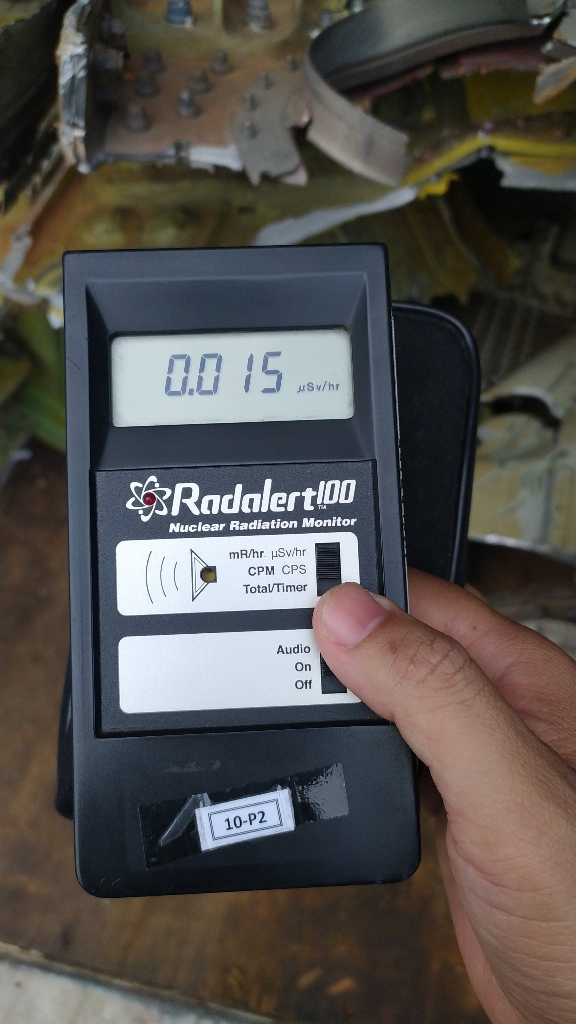 0.015 µSv/hr
Radalert100™
Nuclear Radiation Monitor
mR/hr µSv/hr
CPM CPS
Total/Timer
Audio
On
Off
10-P2